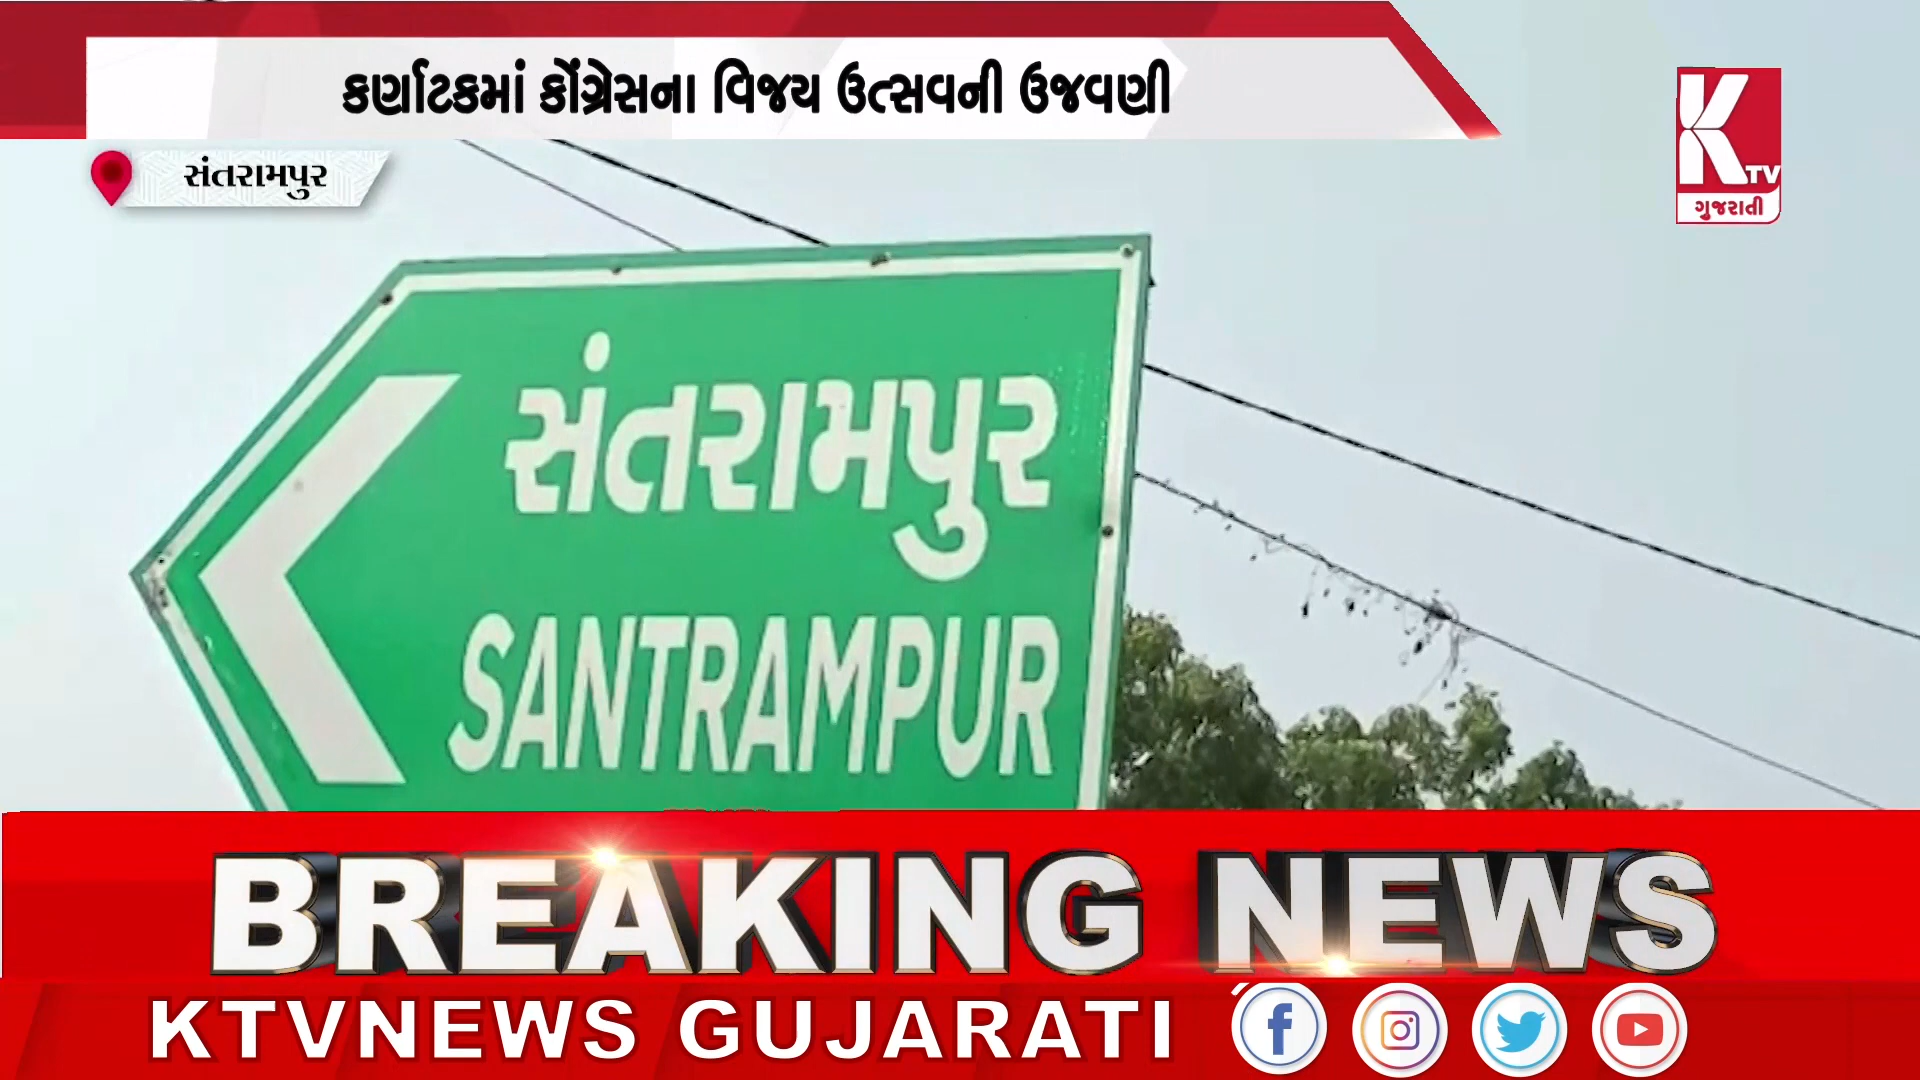 કર્ણાટકમાં કોંગ્રેસના વિજય ઉત્સવની ઉજવણી
સંતરામપુર
K TV
ગુજરાતી
સંતરામપુર
SANTRAMPUR
BREAKING NEWS
KTVNEWS GUJARATI